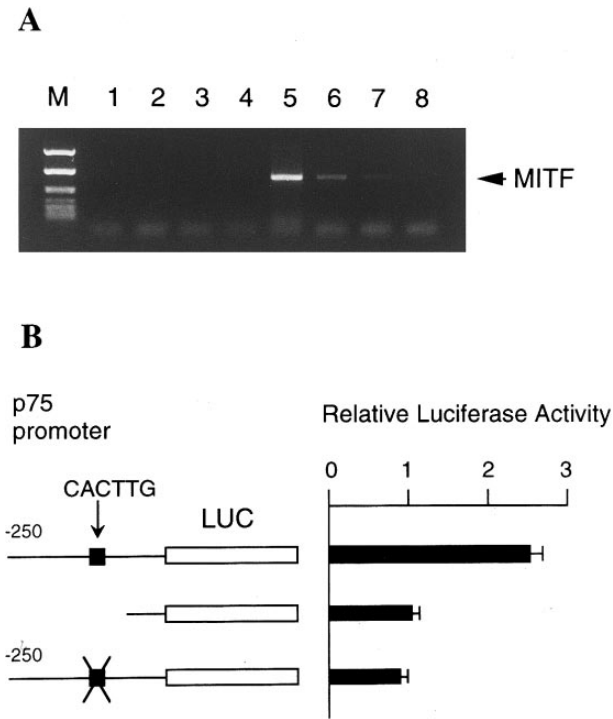 A
M 1 2 3 4 5 6 7 8
MITF
B
p75
promoter
Relative Luciferase Activity
0 1 2 3
CACTTG
-250
LUC
-250